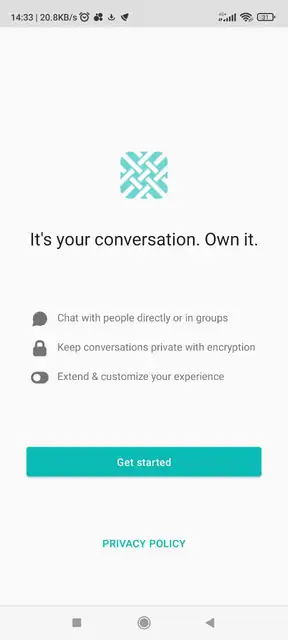 14:33 | 20.8KB/s
31
It's your conversation. Own it.
Chat with people directly or in groups
Keep conversations private with encryption
Extend & customize your experience
Get started
PRIVACY POLICY